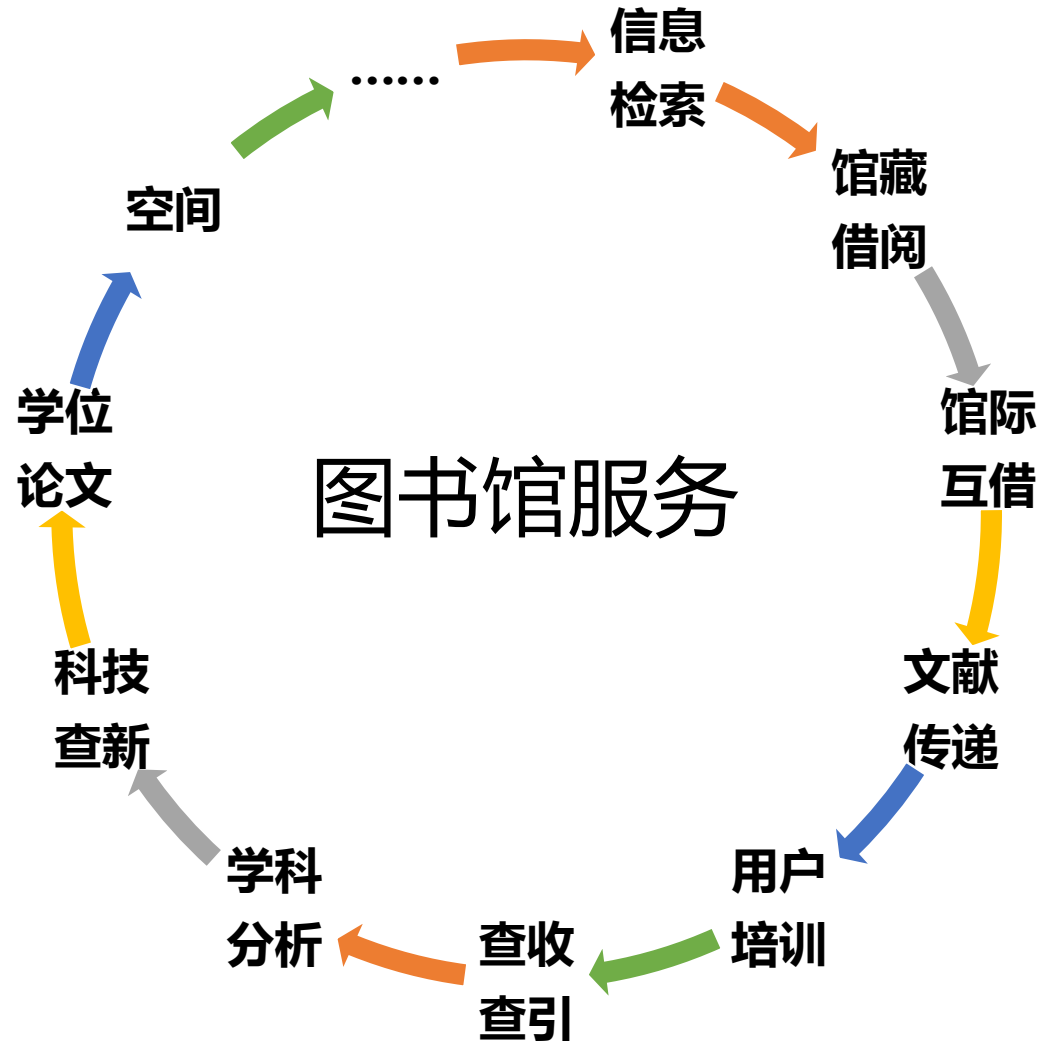 信息
检索
馆藏
借阅
馆际
互借
文献
传递
用户
培训
查收
查引
学科
分析
科技
查新
学位
论文
空间
……
图书馆服务